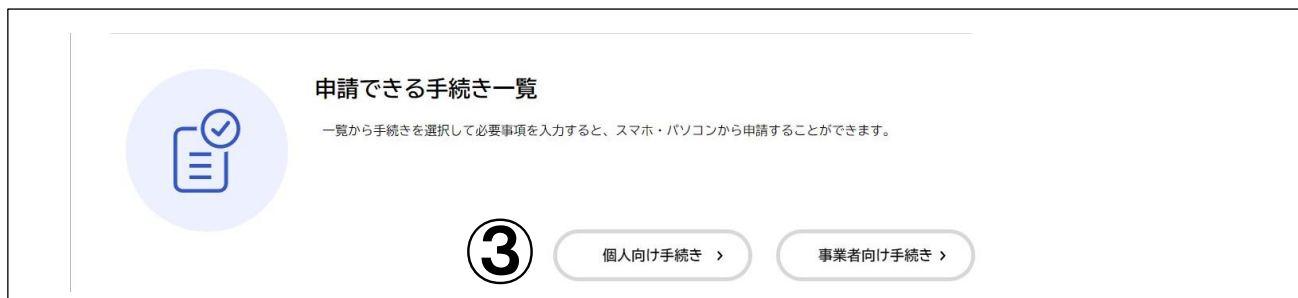 申請できる手続き一覧
一覧から手続きを選択して必要事項を入力すると、スマホ・パソコンから申請することができます。
③ 個人向け手続き › 事業者向け手続き ›